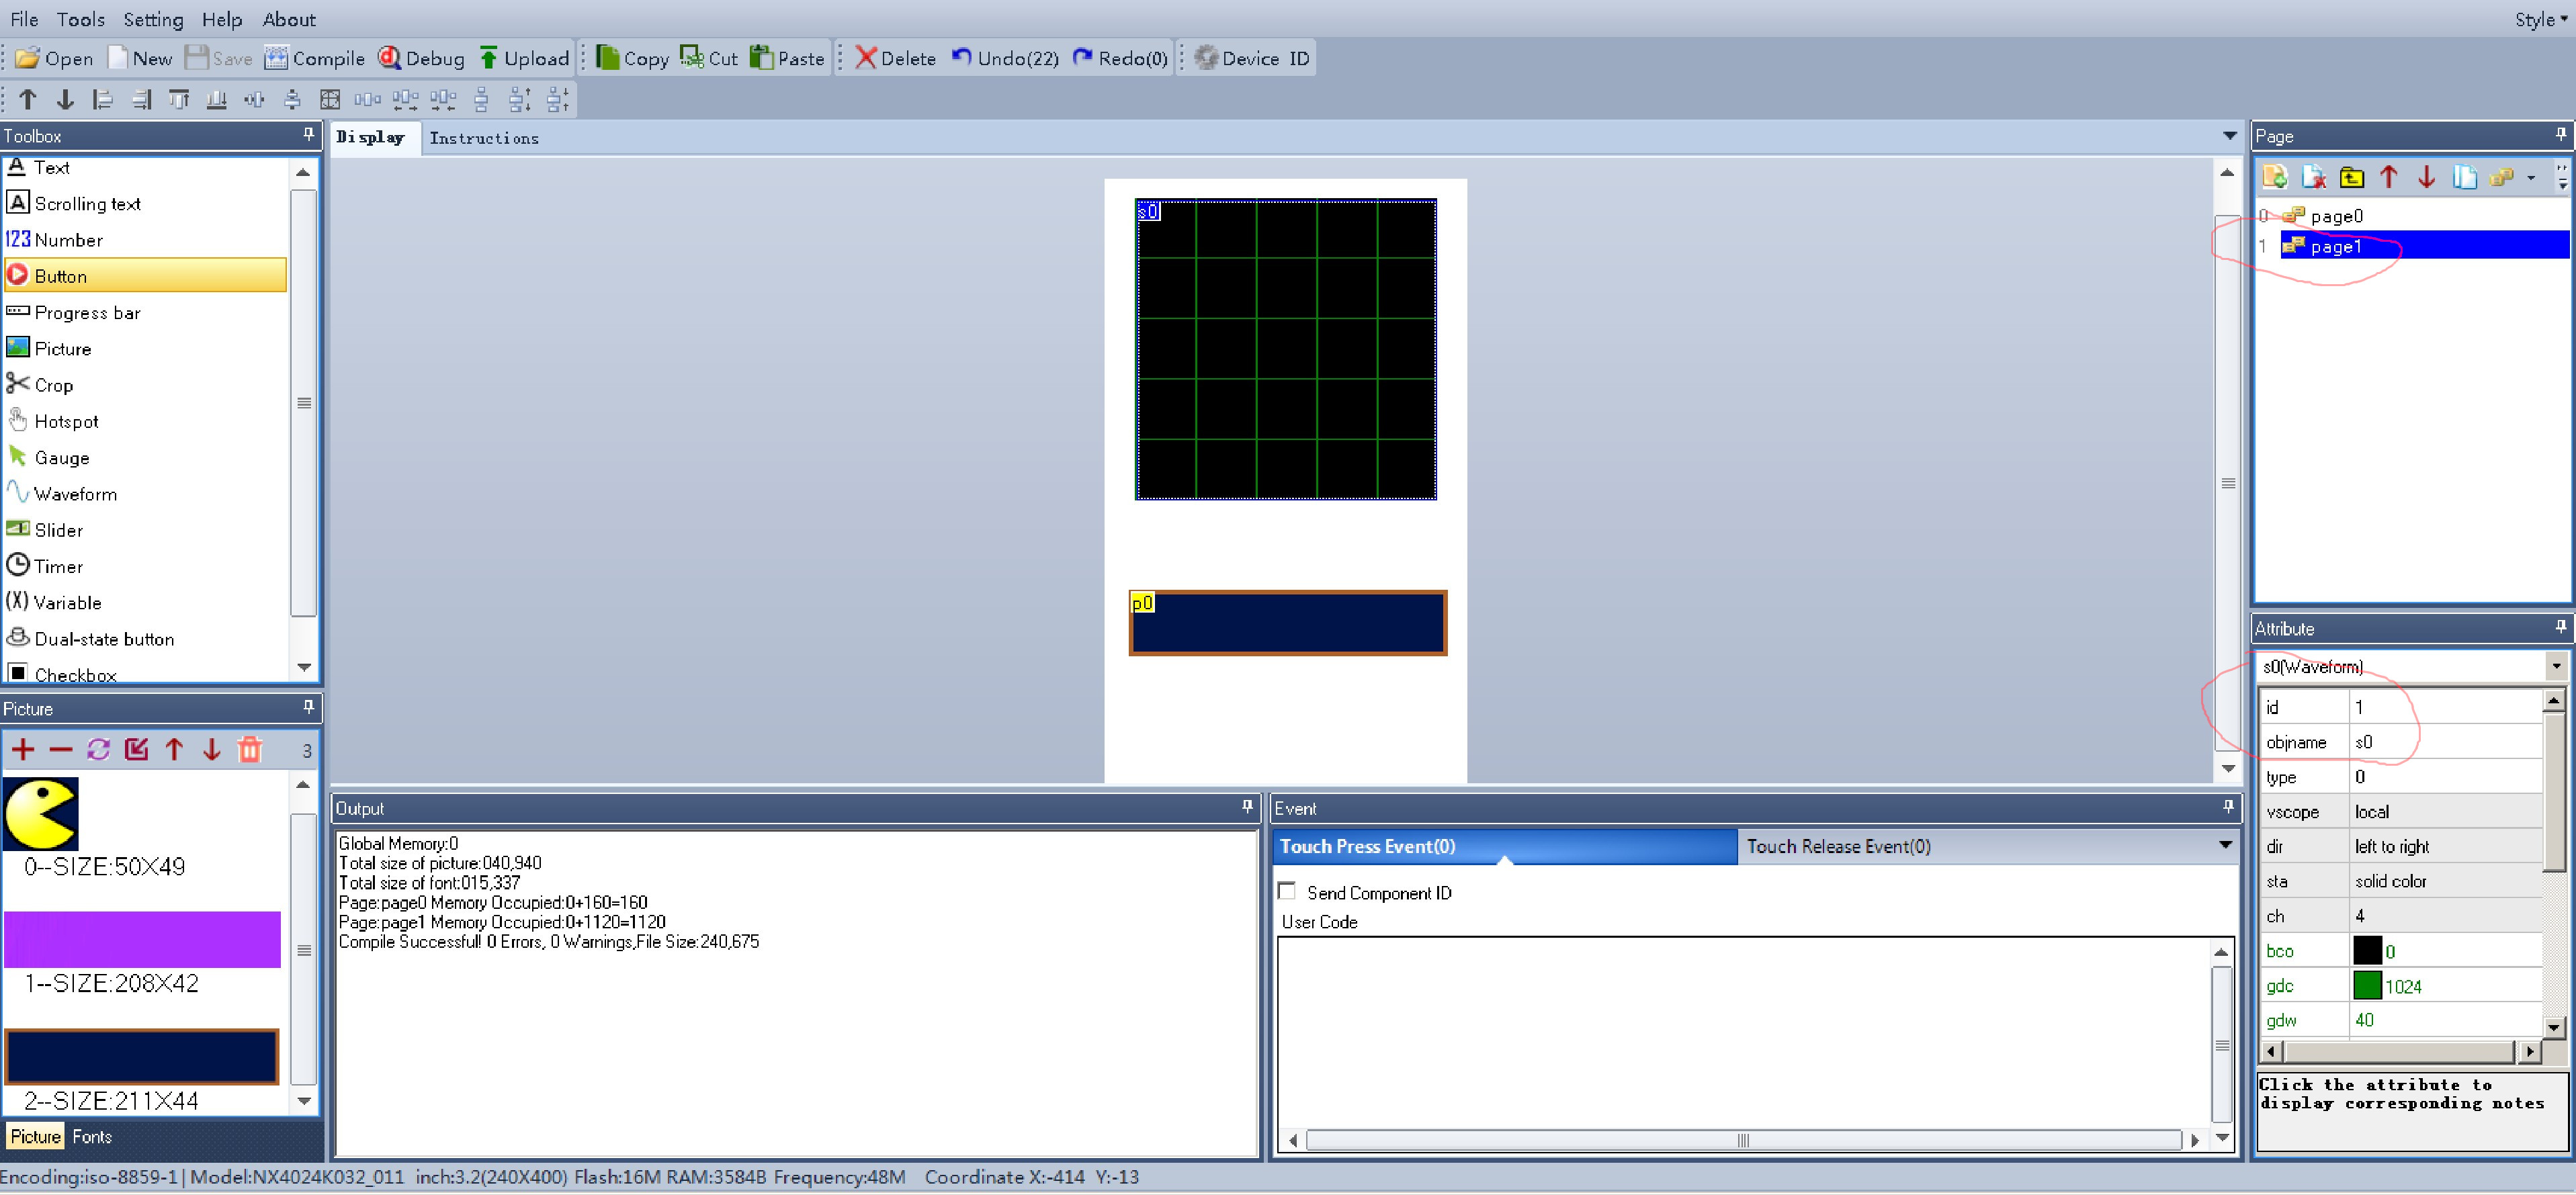 File Tools Setting Help About Style
Open New Save Compile Debug Upload Copy Cut Paste Delete Undo(22) Redo(0) Device ID
Toolbox
Text
Scrolling text
123 Number
Button
Progress bar
Picture
Crop
Hotspot
Gauge
Waveform
Slider
Timer
(X) Variable
Dual-state button
Checkbox
Picture
3
0--SIZE:50X49
1--SIZE:208X42
2--SIZE:211X44
Picture Fonts
Display Instructions
s0
p0
Output
Global Memory:0
Total size of picture:040,940
Total size of font:015,337
Page:page0 Memory Occupied:0+160=160
Page:page1 Memory Occupied:0+1120=1120
Compile Successful! 0 Errors, 0 Warnings,File Size:240,675
Event
Touch Press Event(0) Touch Release Event(0)
Send Component ID
User Code
Page
0 page0
1 page1
Attribute
s0(Waveform)
id 1
objname s0
type 0
vscope local
dir left to right
sta solid color
ch 4
bco 0
gdc 1024
gdw 40
Click the attribute to
display corresponding notes
Encoding:iso-8859-1| Model:NX4024K032_011 inch:3.2(240X400) Flash:16M RAM:3584B Frequency:48M Coordinate X:-414 Y:-13